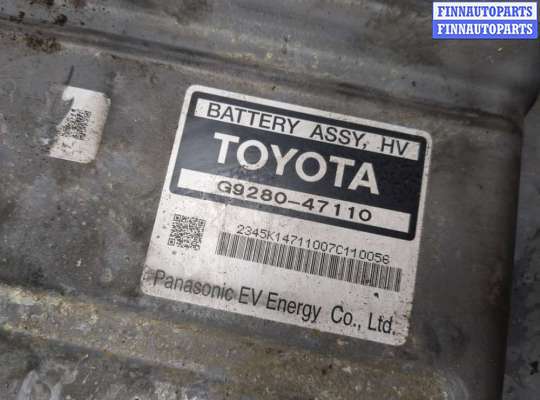 FINNAUTOPARTS
FINNAUTOPARTS
BATTERY ASSY, HV
TOYOTA
G9280-47110
2345K14711007C110056
Panasonic EV Energy Co., Ltd.